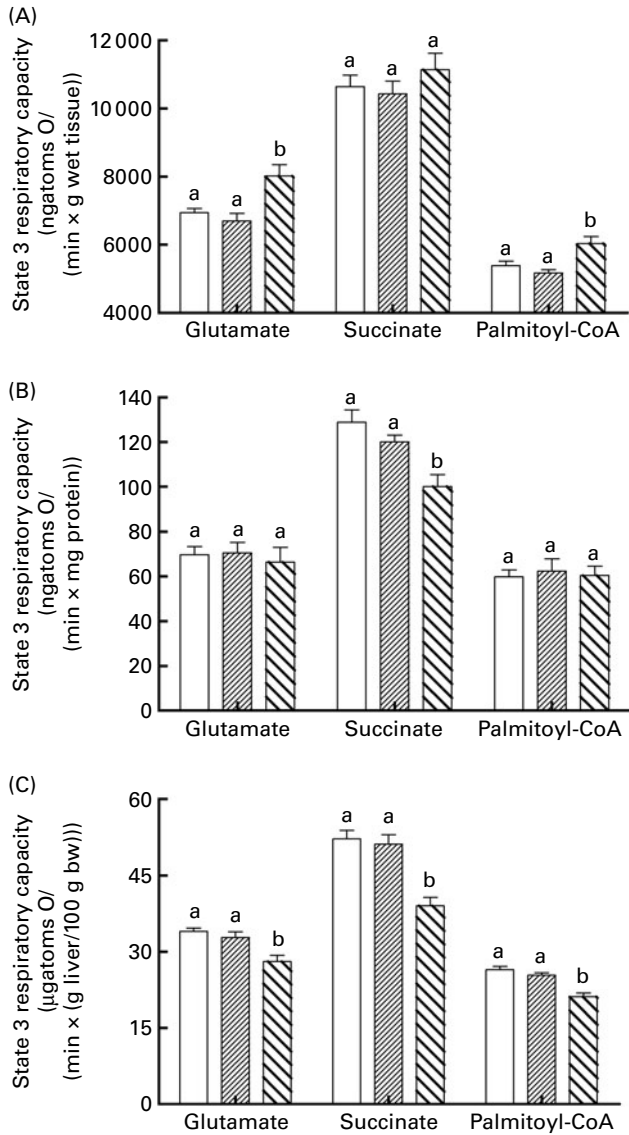 (A)
State 3 respiratory capacity
(ngatoms O/
(min × g wet tissue))
12 000
10 000
8000
6000
4000
a
a
b
a
a
a
a
a
b
Glutamate
Succinate
Palmitoyl-CoA
(B)
State 3 respiratory capacity
(ngatoms O/
(min × mg protein))
140
120
100
80
60
40
20
0
a
a
a
a
a
b
a
a
a
Glutamate
Succinate
Palmitoyl-CoA
(C)
State 3 respiratory capacity
(μgatoms O/
(min × (g liver/100 g bw)))
60
45
30
15
0
a
a
b
a
a
b
a
a
b
Glutamate
Succinate
Palmitoyl-CoA